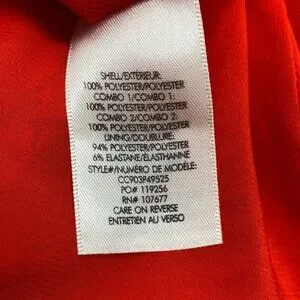 SHELL/EXTÉRIEUR:
100% POLYESTER/POLYESTER
COMBO 1/COMBO 1:
100% POLYESTER/POLYESTER
COMBO 2/COMBO 2:
100% POLYESTER/POLYESTER
LINING/DOUBLURE:
94% POLYESTER/POLYESTER
6% ELASTANE/ÉLASTHANNE
STYLE#/NUMÉRO DE MODÈLE:
CC903P49525
PO# 119256
RN# 107677
CARE ON REVERSE
ENTRETIEN AU VERSO